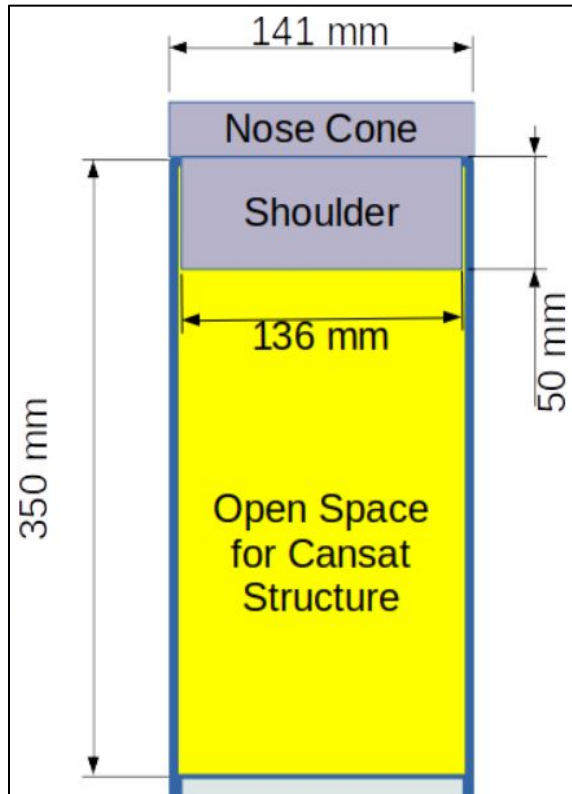 141 mm
Nose Cone
Shoulder
136 mm
50 mm
350 mm
Open Space
for Cansat
Structure